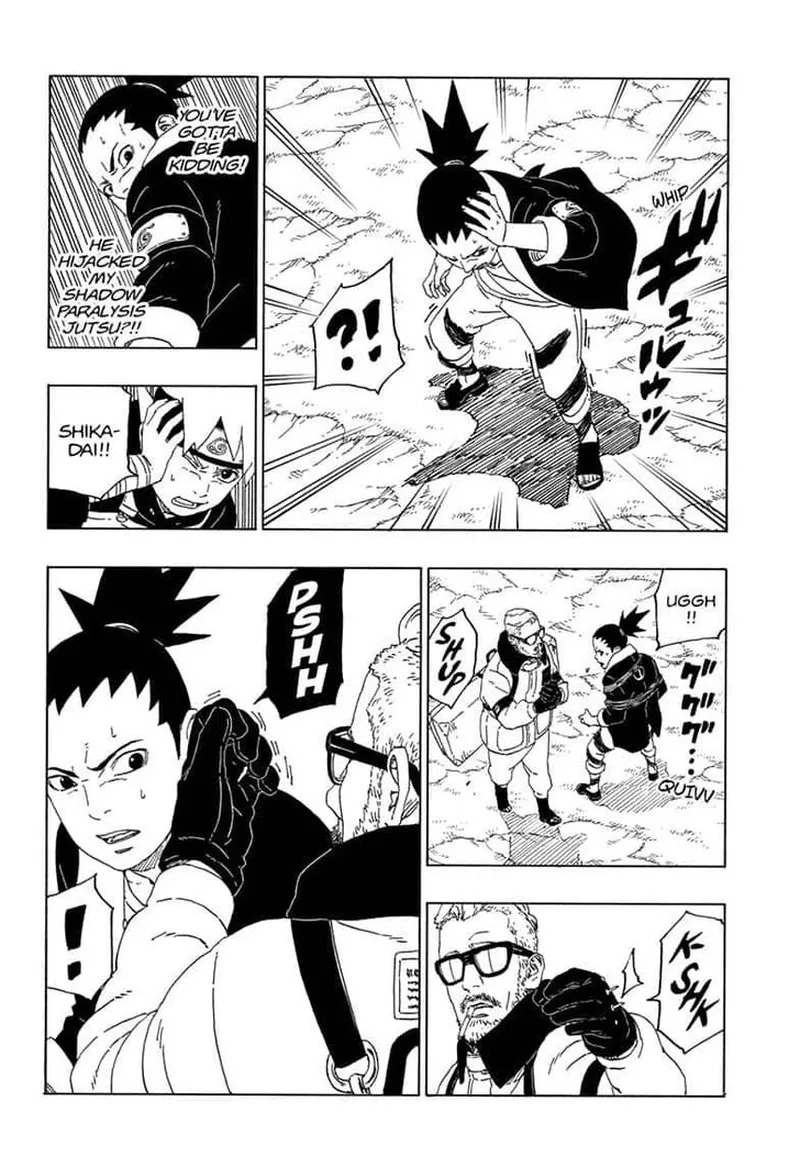 WHIP
ギュルルッ
?!
YOU'VE
GOTTA
BE
KIDDING!
HE
HIJACKED
MY
SHADOW
PARALYSIS
JUTSU?!!
SHIKA-
DAI!!
UGGH
!!
SHUP
ググググ…
QUIVV
PSHH
!
K-
SHK